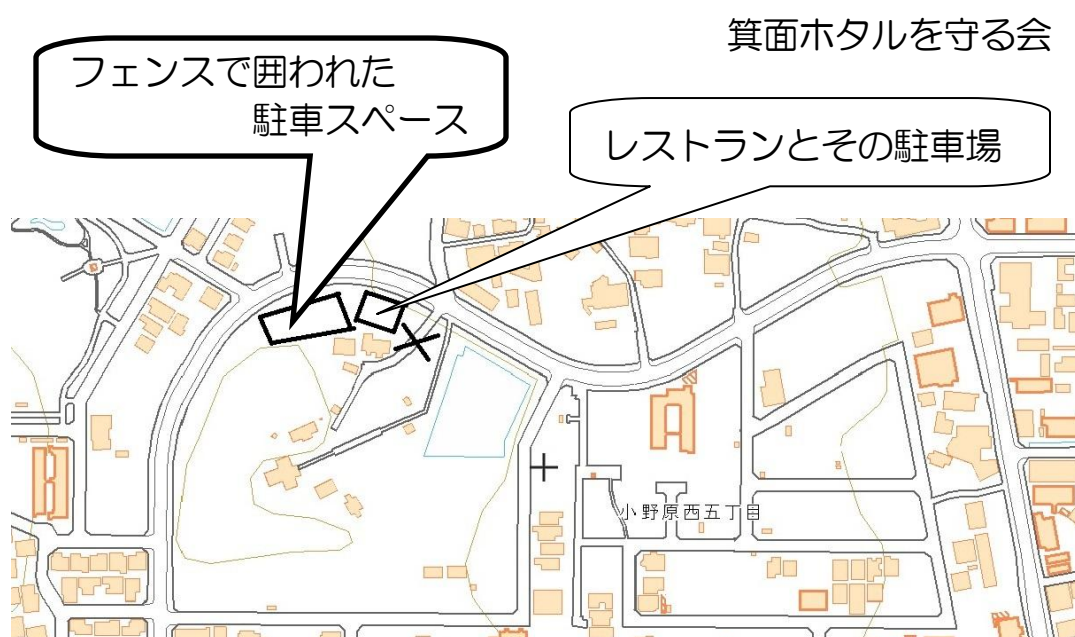 箕面ホタルを守る会
フェンスで囲われた
駐車スペース
レストランとその駐車場
小野原西五丁目